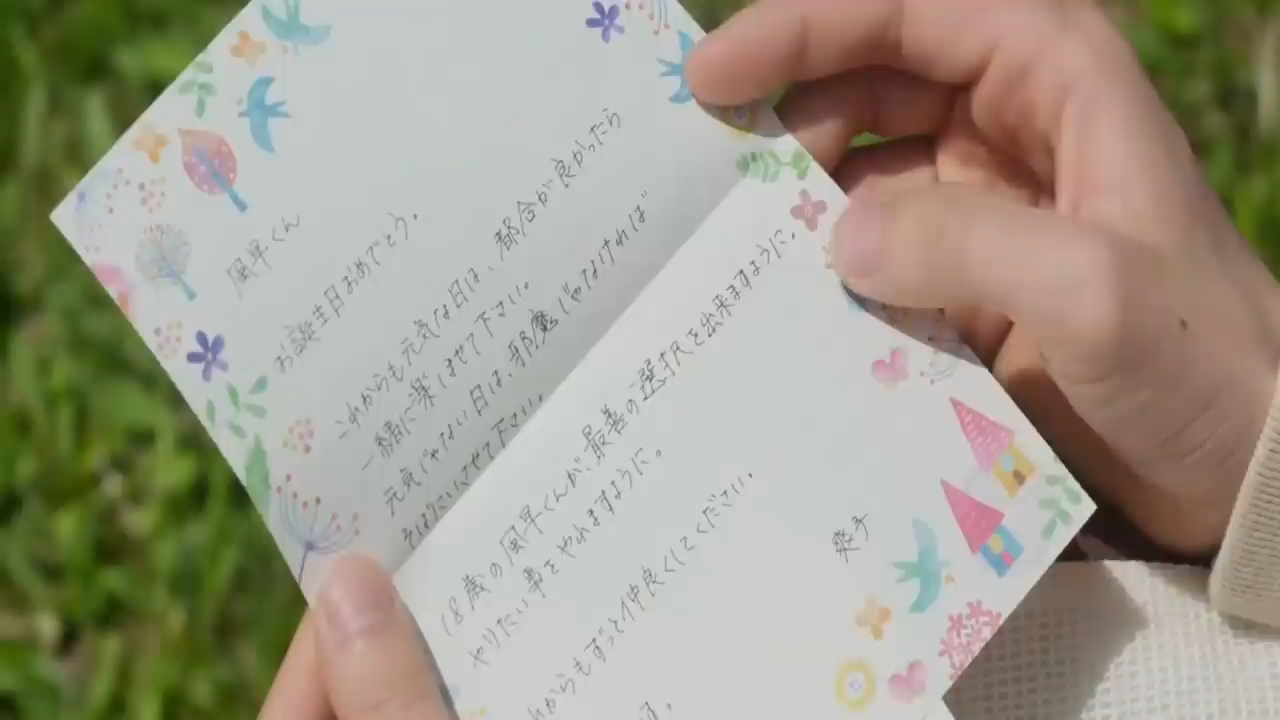 風早くん
お誕生日おめでとう。
これからも元気な日は、都合が良かったら
一緒に楽しませて下さい。
元気じゃない日は、邪魔じゃなければ
そばにいさせて下さい。
18歳の風早くんが、最善の選択を出来ますように。
やりたい事をやれますように。
れからもずっと仲良くしてください。
爽子